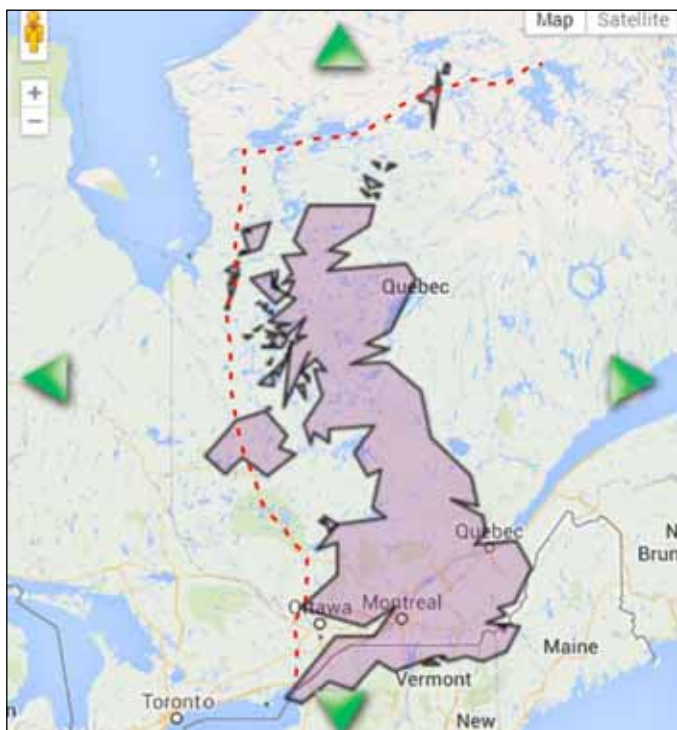 Map Satellite
+
−
Quebec
Quebec
N
Brun
Ottawa Montreal
Maine
Vermont
Toronto
New